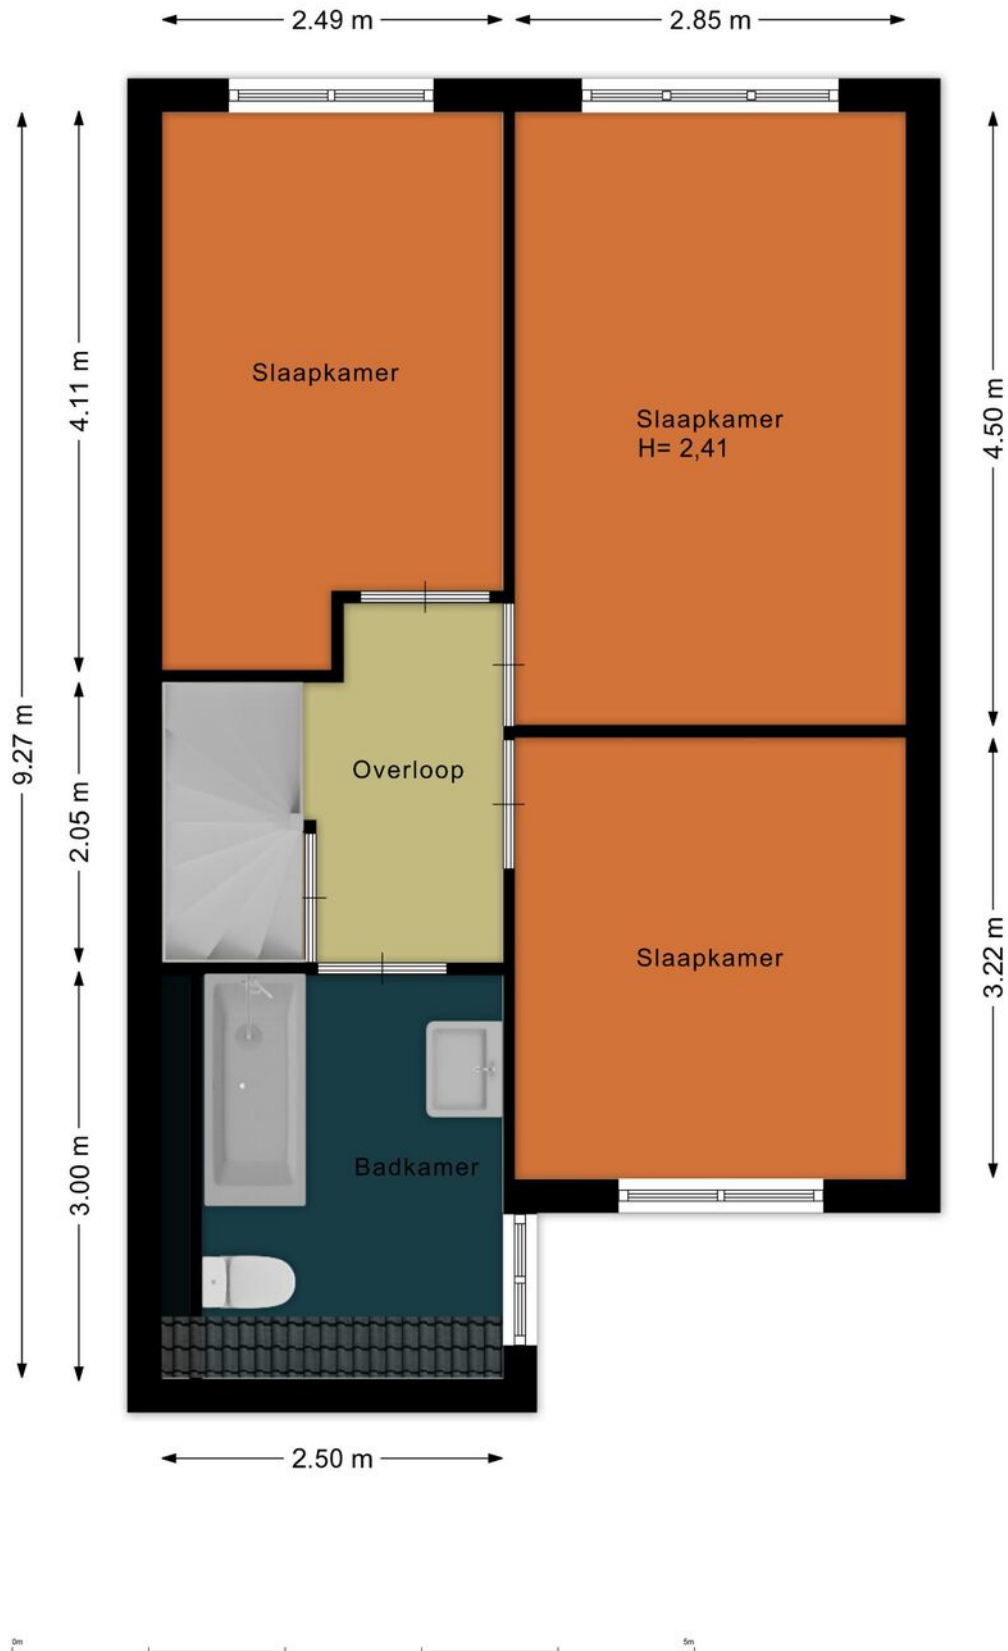 2.49 m
2.85 m
Slaapkamer
4.11 m
Slaapkamer
H= 2,41
4.50 m
9.27 m
2.05 m
Overloop
Slaapkamer
3.22 m
3.00 m
Badkamer
2.50 m
0m
5m